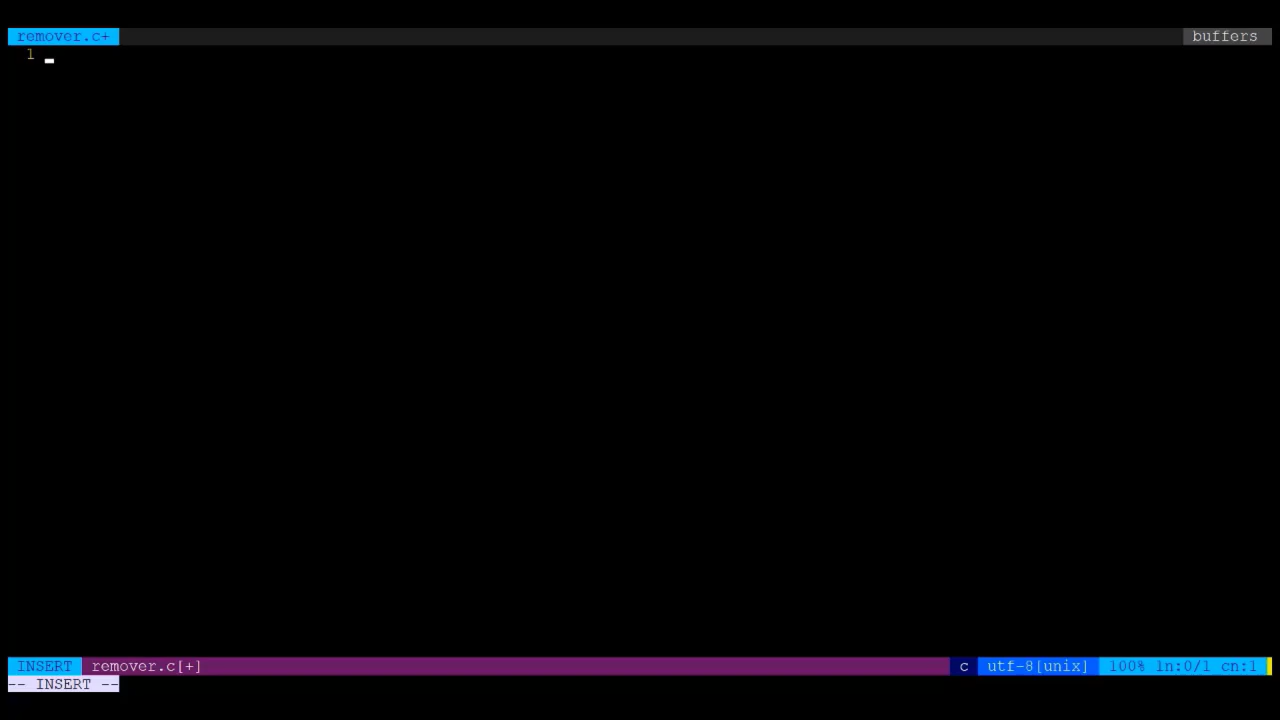 remover.c+ buffers
1
INSERT remover.c[+] c utf-8[unix] 100% ln:0/1 cn:1
-- INSERT --